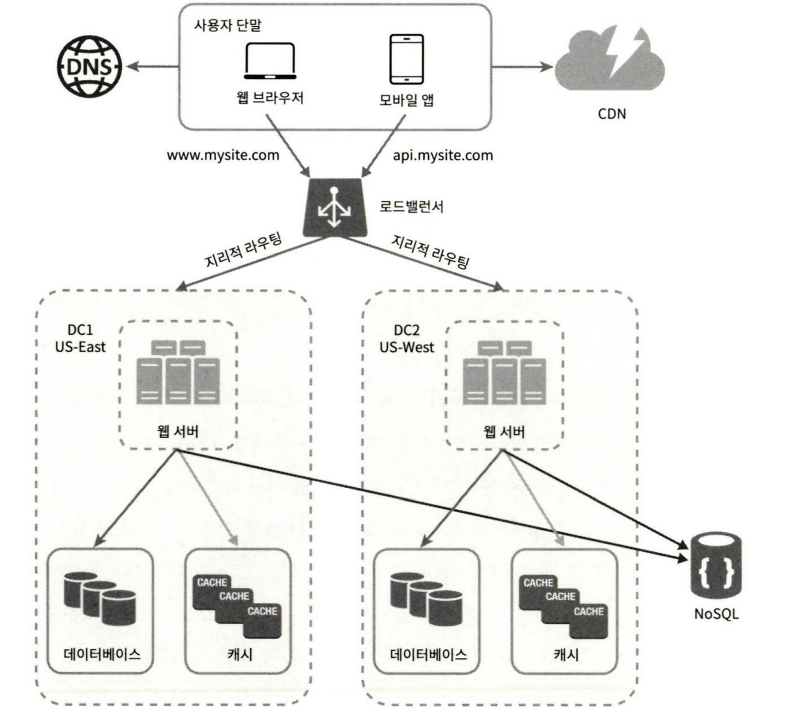 사용자 단말
DNS
웹 브라우저
모바일 앱
CDN
www.mysite.com
api.mysite.com
로드밸런서
지리적 라우팅
지리적 라우팅
DC1
US-East
웹 서버
DC2
US-West
웹 서버
데이터베이스
CACHE
CACHE
CACHE
캐시
데이터베이스
CACHE
CACHE
CACHE
캐시
{ }
NoSQL